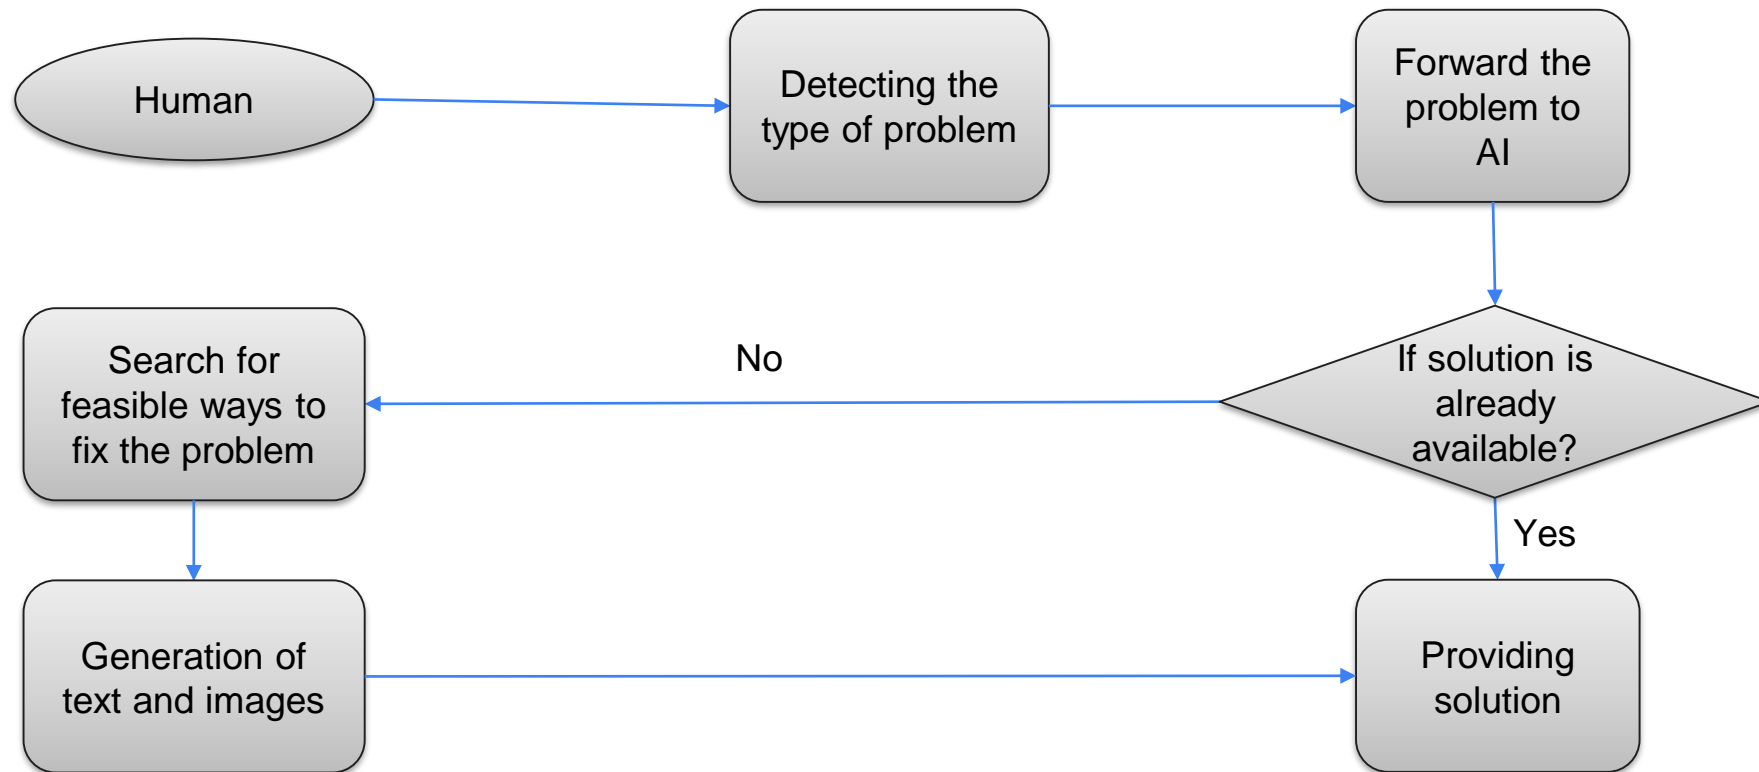 Human
Detecting the
type of problem
Forward the
problem to
AI
If solution is
already
available?
No
Yes
Search for
feasible ways to
fix the problem
Generation of
text and images
Providing
solution